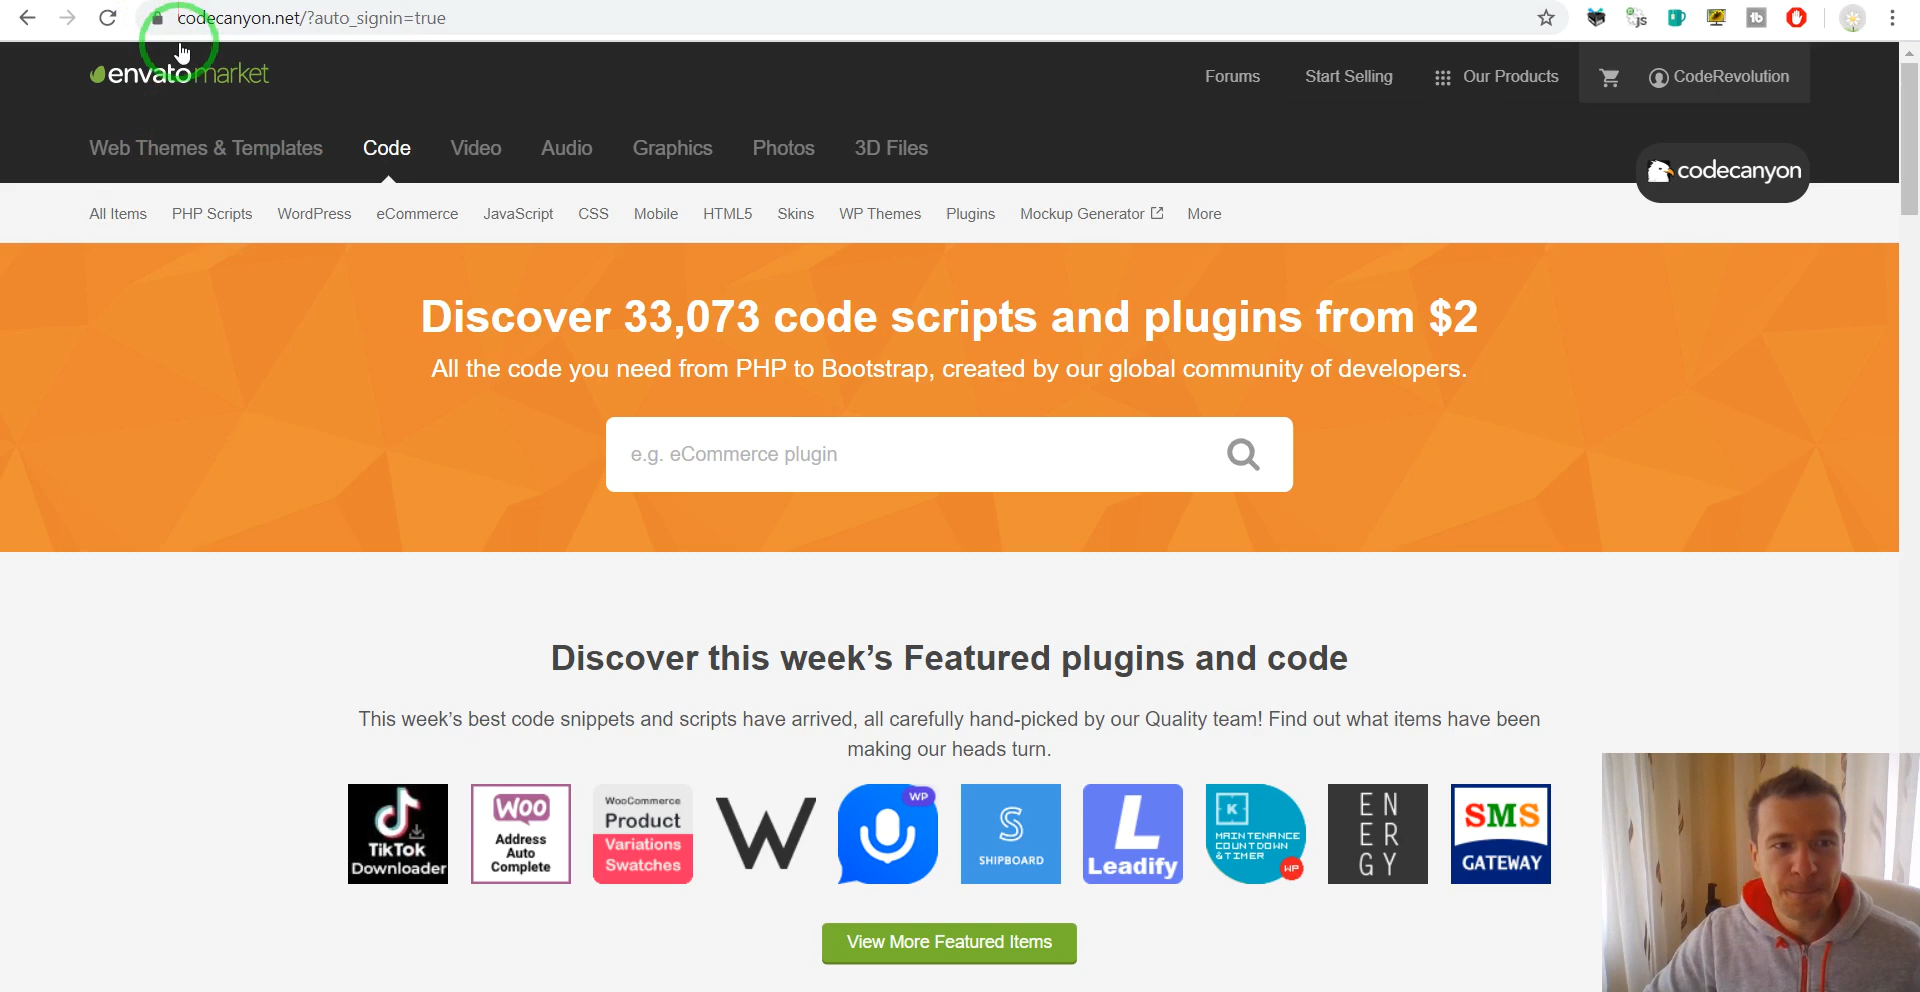 codecanyon.net/?auto_signin=true
js
tb
envatomarket
Forums
Start Selling
Our Products
CodeRevolution
Web Themes & Templates
Code
Video
Audio
Graphics
Photos
3D Files
codecanyon
All Items
PHP Scripts
WordPress
eCommerce
JavaScript
CSS
Mobile
HTML5
Skins
WP Themes
Plugins
Mockup Generator
More
Discover 33,073 code scripts and plugins from $2
All the code you need from PHP to Bootstrap, created by our global community of developers.
e.g. eCommerce plugin
Discover this week's Featured plugins and code
This week's best code snippets and scripts have arrived, all carefully hand-picked by our Quality team! Find out what items have been
making our heads turn.
TikTok
Downloader
WOO
Address
Auto
Complete
WooCommerce
Product
Variations
Swatches
W
WP
S
SHIPBOARD
L
Leadify
K
MAINTENANCE
COUNTDOWN
& TIMER
WP
E N
E R
G Y
SMS
GATEWAY
View More Featured Items